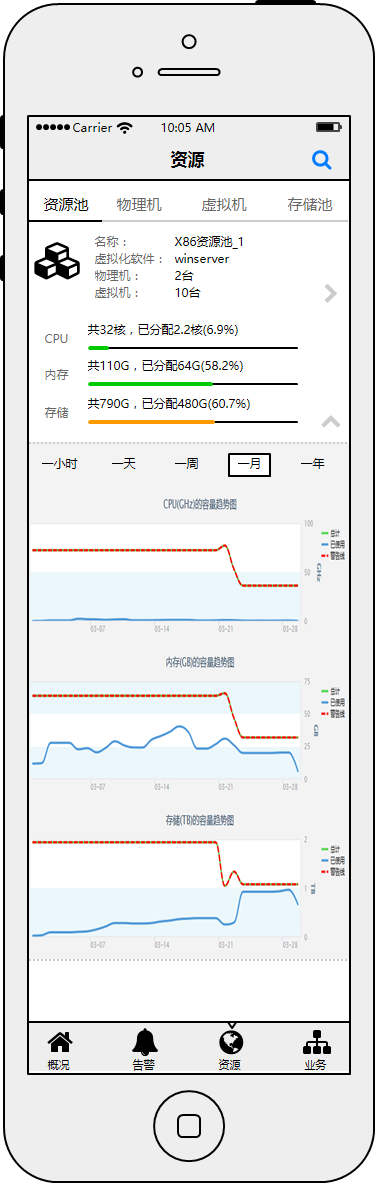 Carrier 10:05 AM
资源
资源池 物理机 虚拟机 存储池
名称： X86资源池_1
虚拟化软件： winserver
物理机： 2台
虚拟机： 10台
CPU 共32核，已分配2.2核(6.9%)
内存 共110G，已分配64G(58.2%)
存储 共790G，已分配480G(60.7%)
一小时 一天 一周 一月 一年
CPU(GHz)的容量趋势图
100
50
0
GHz
总计
已使用
警告线
03-07 03-14 03-21 03-28
内存(GB)的容量趋势图
75
50
25
0
GB
总计
已使用
警告线
03-07 03-14 03-21 03-28
存储(TB)的容量趋势图
2
1
0
TB
总计
已使用
警告线
03-07 03-14 03-21 03-28
概况 告警 资源 业务